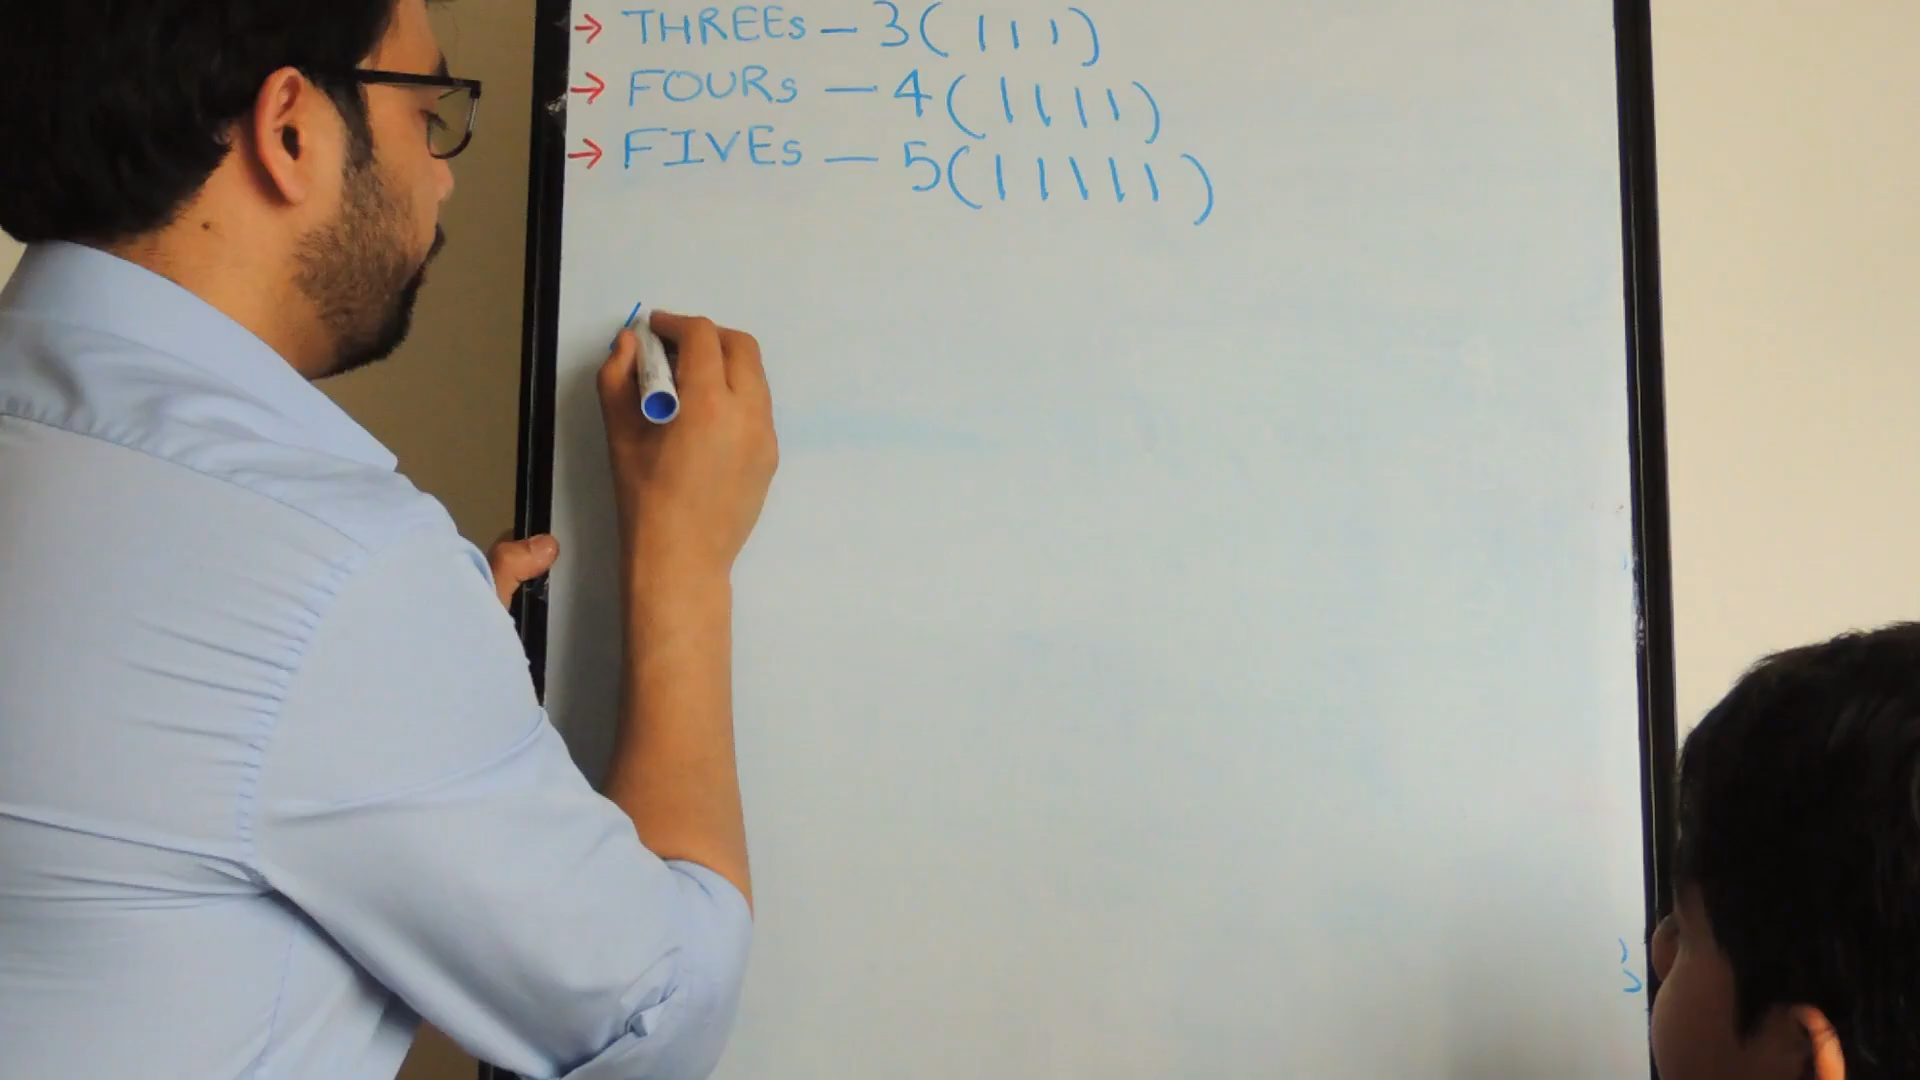 → THREEs — 3( | | | )
→ FOURs — 4( | | | | )
→ FIVEs — 5( | | | | | )